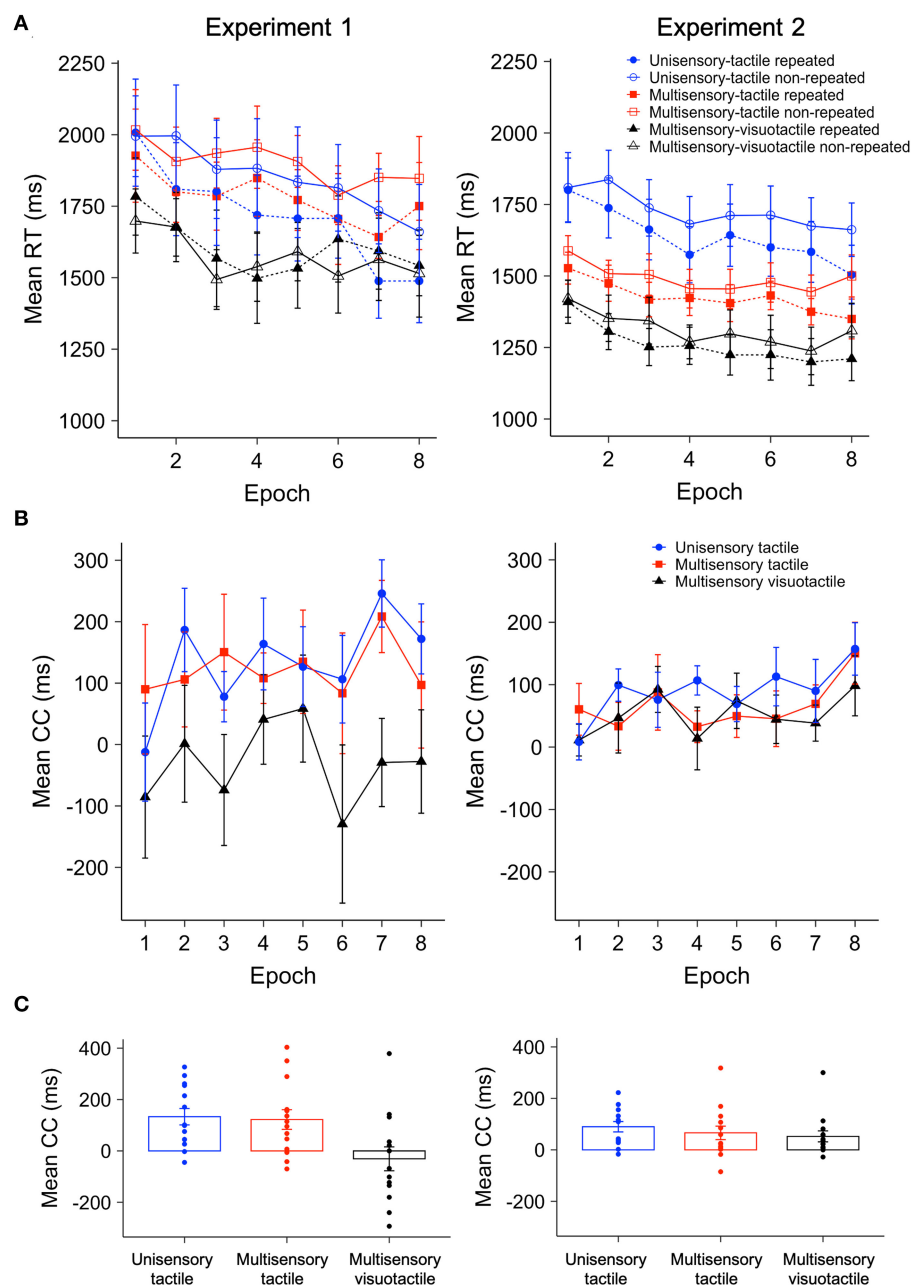 A
Experiment 1
Experiment 2
Mean RT (ms)
2250
2000
1750
1500
1250
1000
2
4
6
8
Epoch
Mean RT (ms)
2250
2000
1750
1500
1250
1000
2
4
6
8
Epoch
Unisensory-tactile repeated
Unisensory-tactile non-repeated
Multisensory-tactile repeated
Multisensory-tactile non-repeated
Multisensory-visuotactile repeated
Multisensory-visuotactile non-repeated
B
Mean CC (ms)
300
200
100
0
-100
-200
1 2 3 4 5 6 7 8
Epoch
Mean CC (ms)
300
200
100
0
-100
-200
1 2 3 4 5 6 7 8
Epoch
Unisensory tactile
Multisensory tactile
Multisensory visuotactile
C
Mean CC (ms)
400
200
0
-200
Unisensory
tactile
Multisensory
tactile
Multisensory
visuotactile
Mean CC (ms)
400
200
0
-200
Unisensory
tactile
Multisensory
tactile
Multisensory
visuotactile